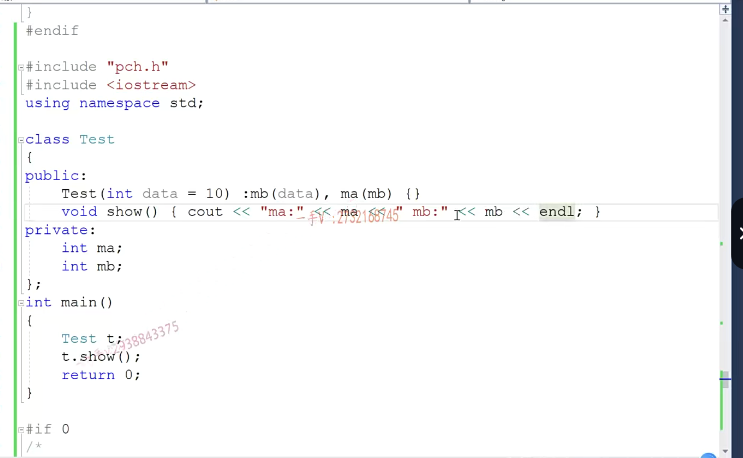 }
#endif
#include "pch.h"
#include <iostream>
using namespace std;
class Test
{
public:
    Test(int data = 10) :mb(data), ma(mb) {}
    void show() { cout << "ma:" << ma << " mb:" << mb << endl; }
一手V:2732188745
private:
    int ma;
    int mb;
};
int main()
{
    Test t;
2938843375
    t.show();
    return 0;
}
#if 0
/*